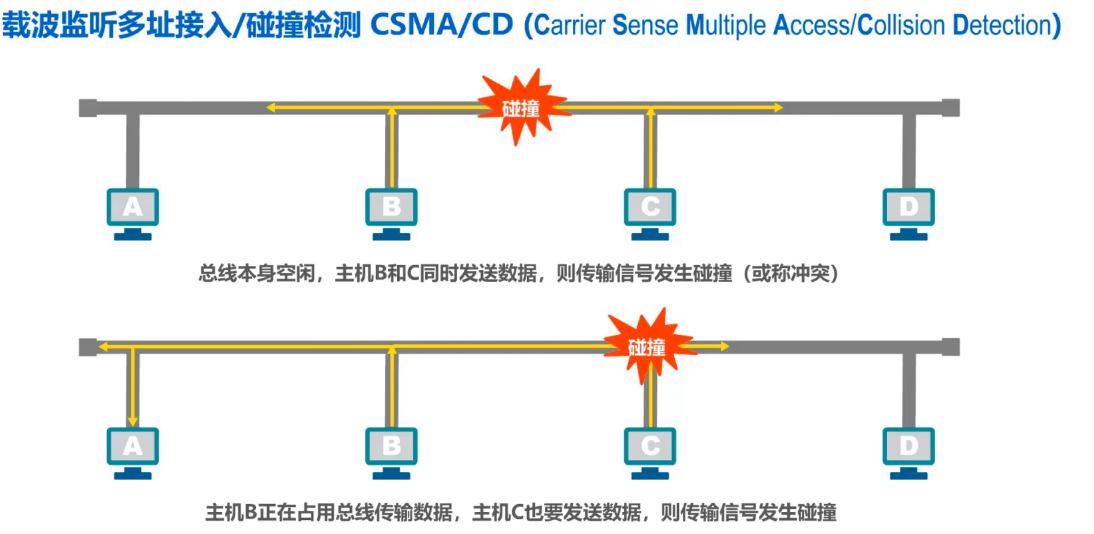 载波监听多址接入/碰撞检测 CSMA/CD (Carrier Sense Multiple Access/Collision Detection)
碰撞
A B C D
总线本身空闲，主机B和C同时发送数据，则传输信号发生碰撞（或称冲突）
碰撞
A B C D
主机B正在占用总线传输数据，主机C也要发送数据，则传输信号发生碰撞